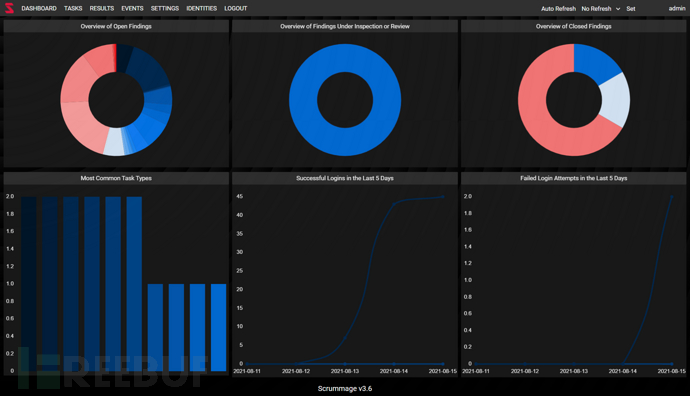 DASHBOARD TASKS RESULTS EVENTS SETTINGS IDENTITIES LOGOUT Auto Refresh No Refresh Set admin
Overview of Open Findings
Overview of Findings Under Inspection or Review
Overview of Closed Findings
Most Common Task Types
Successful Logins in the Last 5 Days
Failed Login Attempts in the Last 5 Days
2.0
1.8
1.6
1.4
1.2
1.0
0.8
0.6
0.4
0.2
0
45
40
35
30
25
20
15
10
5
0
2021-08-11 2021-08-12 2021-08-13 2021-08-14 2021-08-15
2.0
1.8
1.6
1.4
1.2
1.0
0.8
0.6
0.4
0.2
0
2021-08-11 2021-08-12 2021-08-13 2021-08-14 2021-08-15
REEBUF
Scrummage v3.6